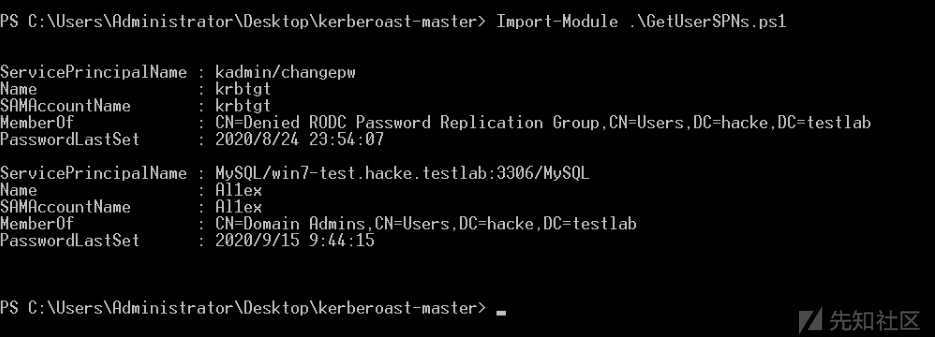 PS C:\Users\Administrator\Desktop\kerberoast-master> Import-Module .\GetUserSPNs.ps1
ServicePrincipalName : kadmin/changepw
Name : krbtgt
SAMAccountName : krbtgt
MemberOf : CN=Denied RODC Password Replication Group,CN=Users,DC=hacke,DC=testlab
PasswordLastSet : 2020/8/24 23:54:07
ServicePrincipalName : MySQL/win7-test.hacke.testlab:3306/MySQL
Name : Al1ex
SAMAccountName : Al1ex
MemberOf : CN=Domain Admins,CN=Users,DC=hacke,DC=testlab
PasswordLastSet : 2020/9/15 9:44:15
PS C:\Users\Administrator\Desktop\kerberoast-master> _
先知社区